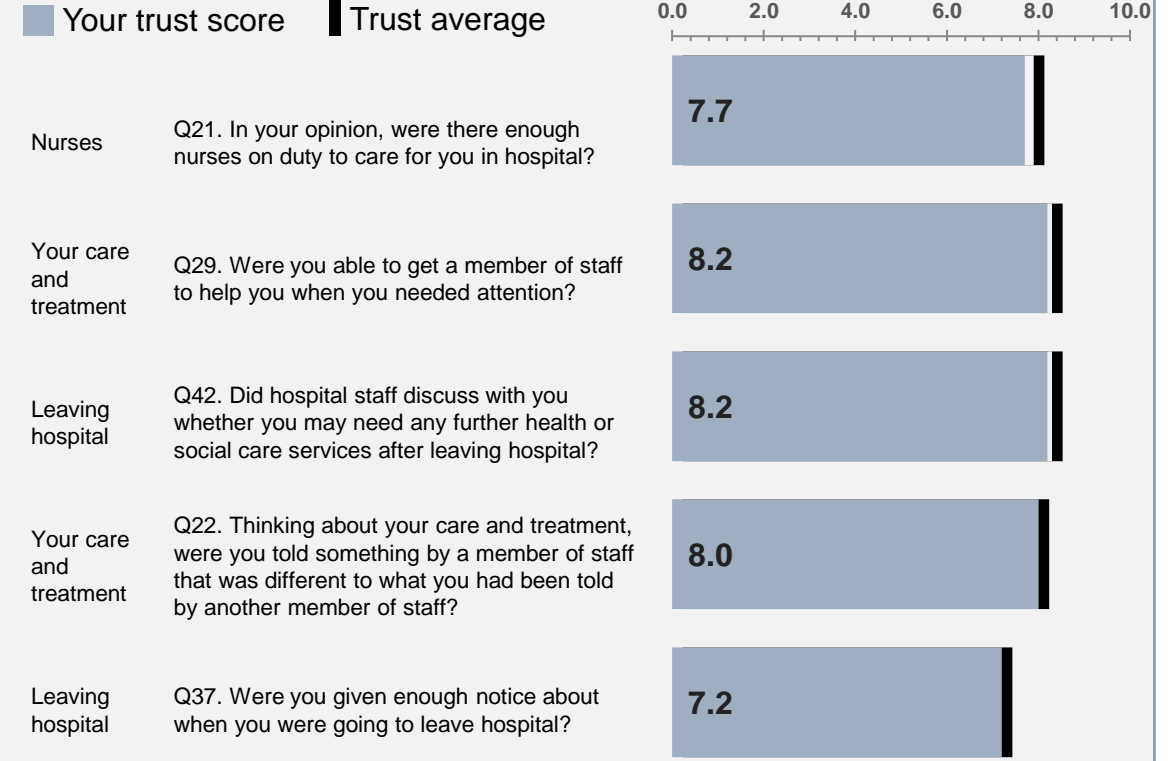 Your trust score
Trust average
0.0 2.0 4.0 6.0 8.0 10.0
Nurses
Q21. In your opinion, were there enough
nurses on duty to care for you in hospital?
7.7
Your care
and
treatment
Q29. Were you able to get a member of staff
to help you when you needed attention?
8.2
Leaving
hospital
Q42. Did hospital staff discuss with you
whether you may need any further health or
social care services after leaving hospital?
8.2
Your care
and
treatment
Q22. Thinking about your care and treatment,
were you told something by a member of staff
that was different to what you had been told
by another member of staff?
8.0
Leaving
hospital
Q37. Were you given enough notice about
when you were going to leave hospital?
7.2